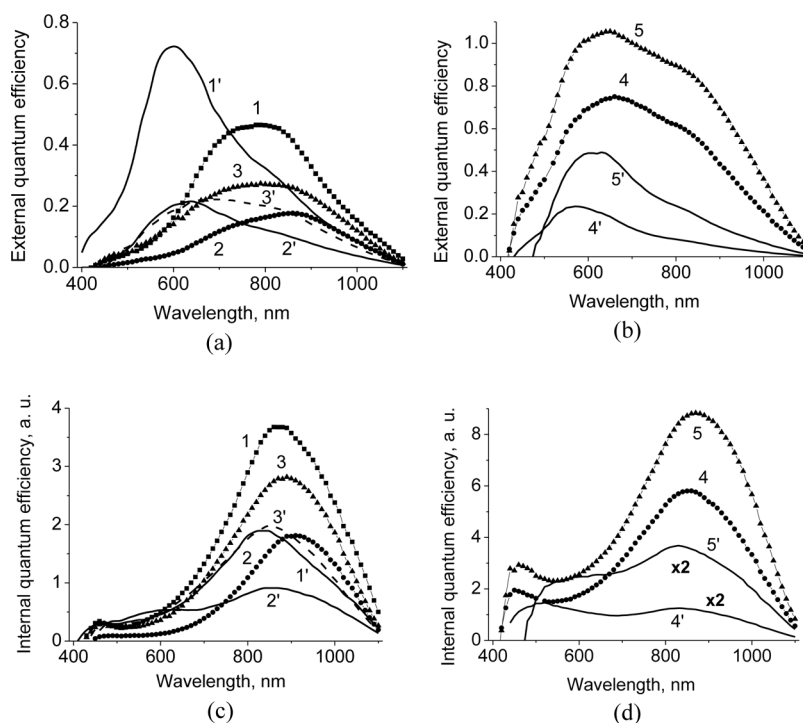 0.8
0.6
0.4
0.2
0.0
External quantum efficiency
1'
1
3
3'
2
2'
400 600 800 1000
Wavelength, nm
(a)
1.0
0.8
0.6
0.4
0.2
0.0
External quantum efficiency
5
4
5'
4'
400 600 800 1000
Wavelength, nm
(b)
4
3
2
1
0
Internal quantum efficiency, a. u.
1
3
3'
2
1'
2'
400 600 800 1000
Wavelength, nm
(c)
8
6
4
2
0
Internal quantum efficiency, a. u.
5
4
5'
x2
x2
4'
400 600 800 1000
Wavelength, nm
(d)